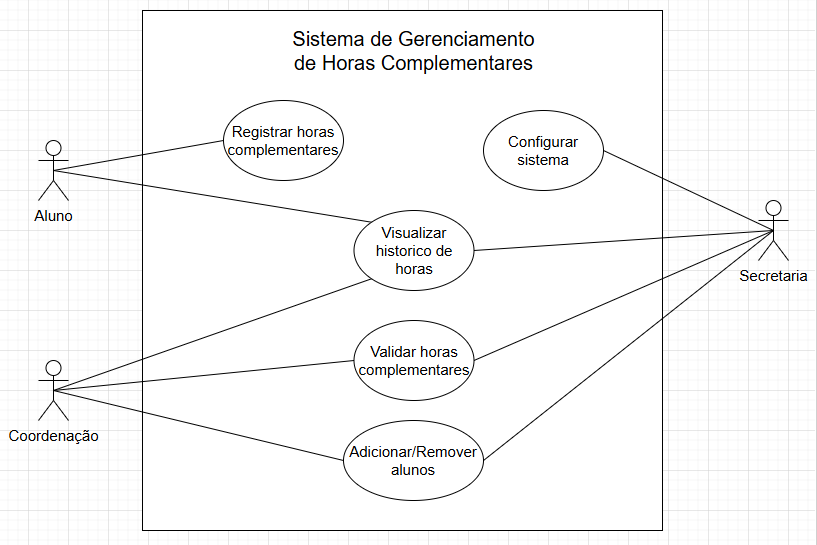 Sistema de Gerenciamento
de Horas Complementares
Registrar horas
complementares
Configurar
sistema
Aluno
Visualizar
historico de
horas
Secretaria
Validar horas
complementares
Coordenação
Adicionar/Remover
alunos